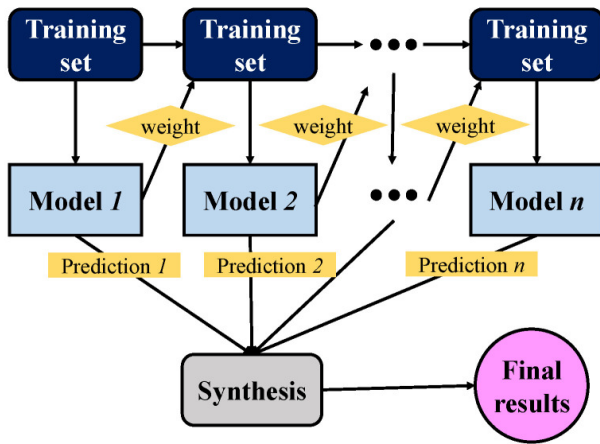 Training
set
Training
set
•••
Training
set
weight
weight
weight
Model 1
Model 2
•••
Model n
Prediction 1
Prediction 2
Prediction n
Synthesis
Final
results